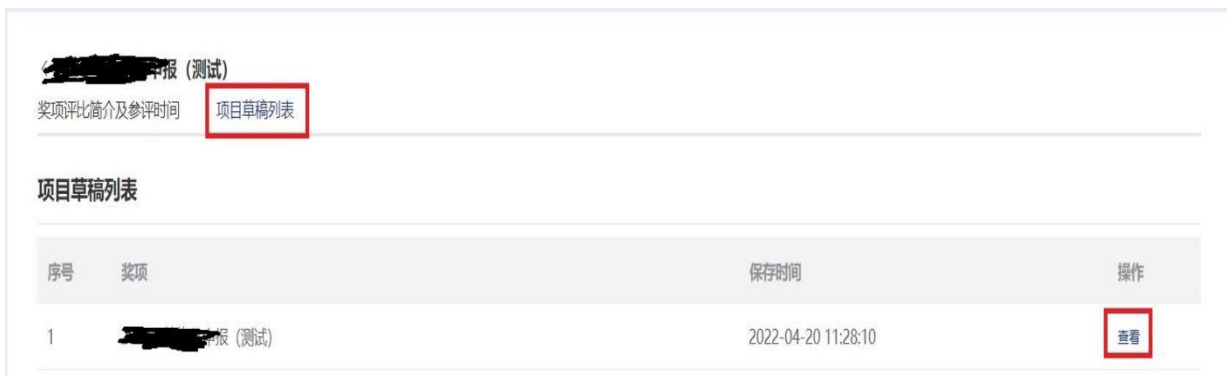 报（测试）
奖项评比简介及参评时间 项目草稿列表
项目草稿列表
序号 奖项 保存时间 操作
1 报（测试） 2022-04-20 11:28:10 查看